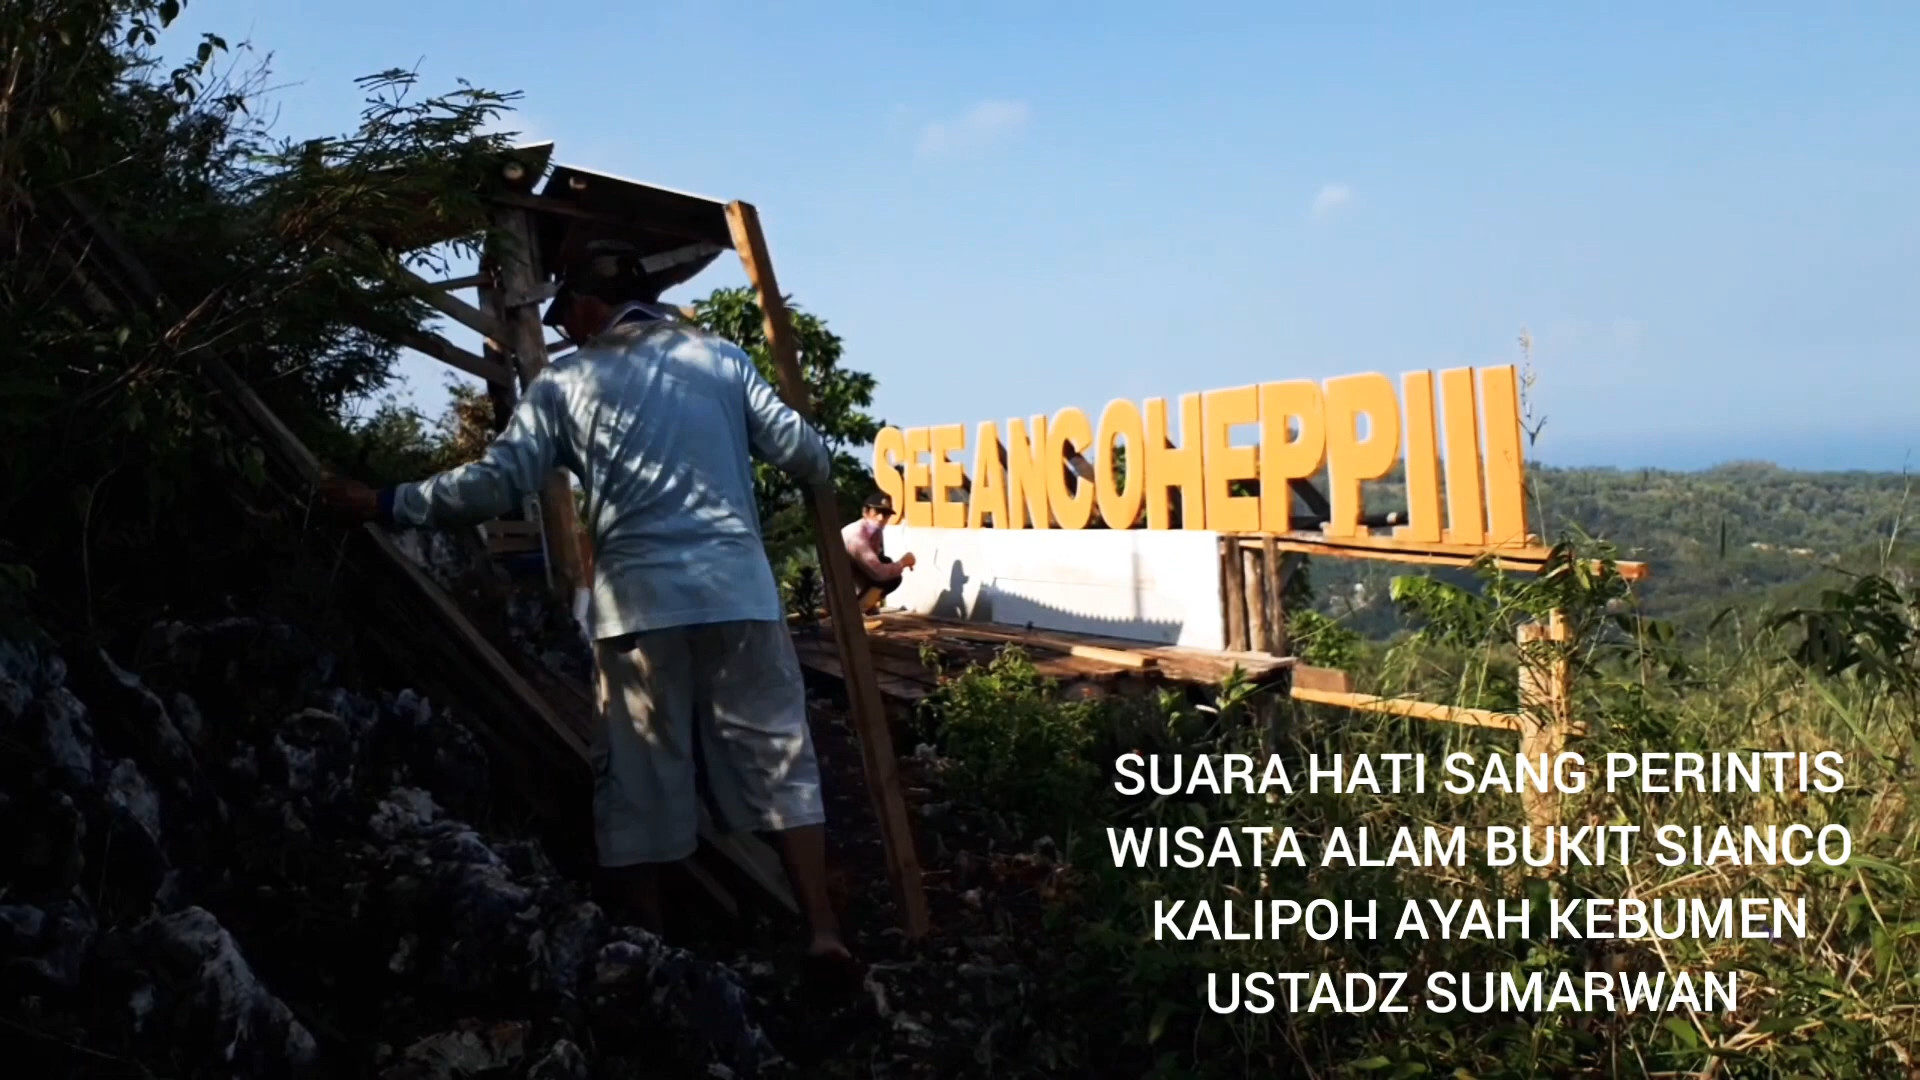 SEEANCOHEPPIII
SUARA HATI SANG PERINTIS
WISATA ALAM BUKIT SIANCO
KALIPOH AYAH KEBUMEN
USTADZ SUMARWAN